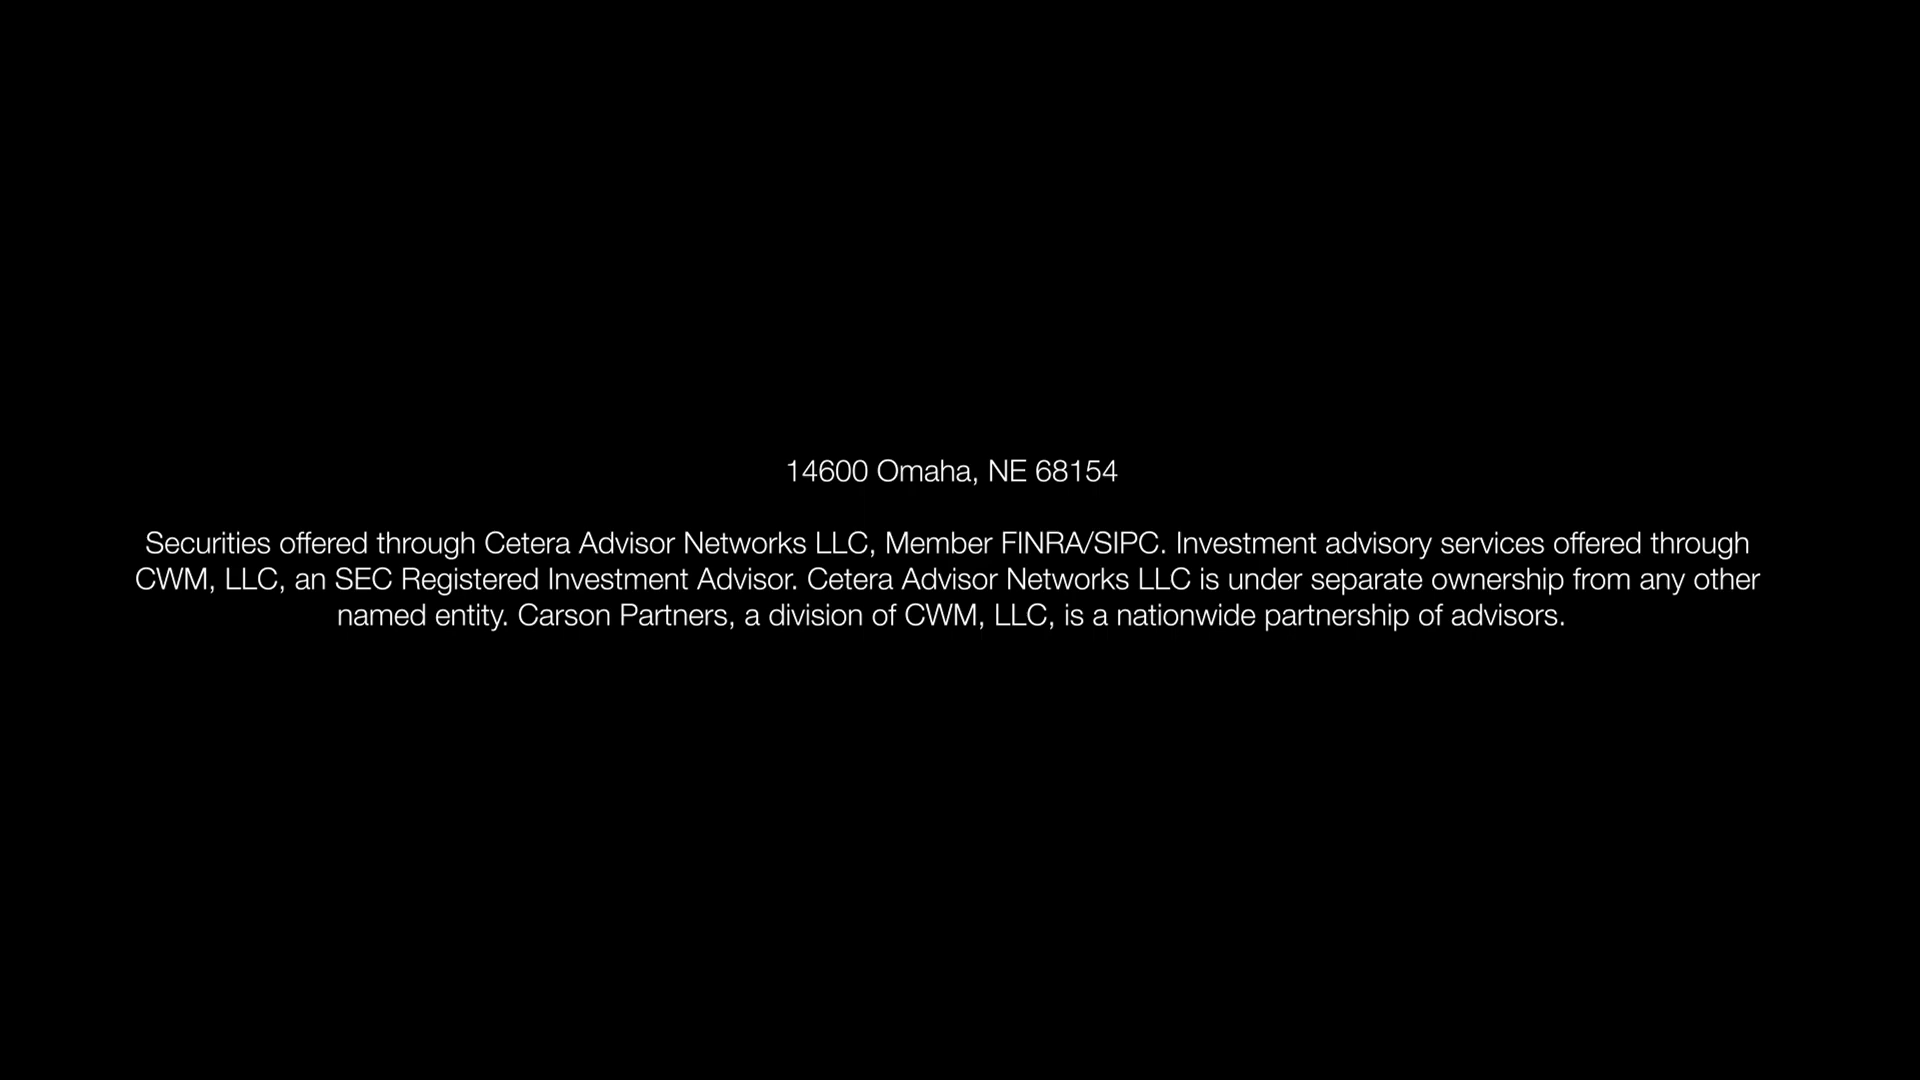 14600 Omaha, NE 68154
Securities offered through Cetera Advisor Networks LLC, Member FINRA/SIPC. Investment advisory services offered through
CWM, LLC, an SEC Registered Investment Advisor. Cetera Advisor Networks LLC is under separate ownership from any other
named entity. Carson Partners, a division of CWM, LLC, is a nationwide partnership of advisors.